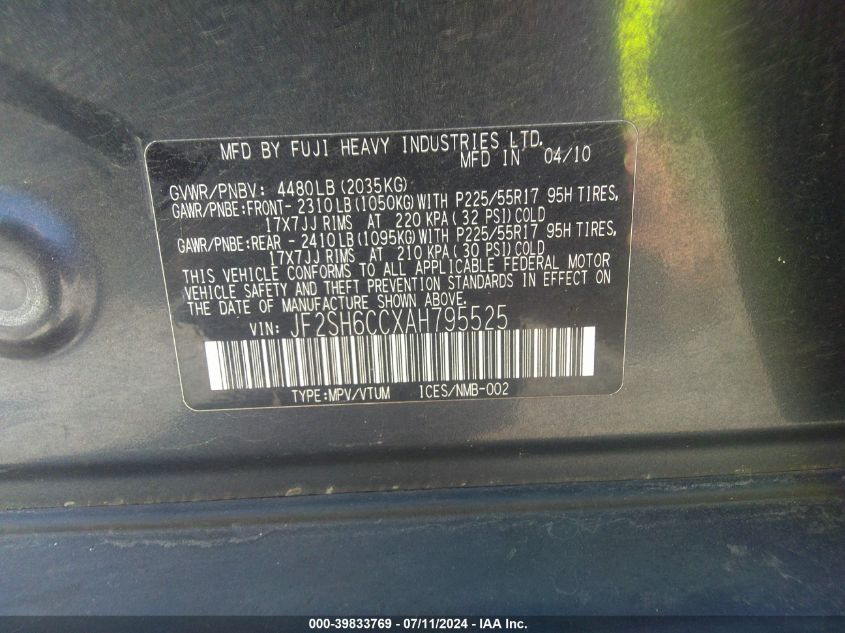 MFD BY FUJI HEAVY INDUSTRIES LTD.
MFD IN 04/10
GVWR/PNBV: 4480LB(2035KG)
GAWR/PNBE:FRONT- 2310LB(1050KG)WITH P225/55R17 95H TIRES,
17X7JJ RIMS AT 220 KPA( 32 PSI)COLD
GAWR/PNBE:REAR - 2410LB(1095KG)WITH P225/55R17 95H TIRES,
17X7JJ RIMS AT 210 KPA( 30 PSI)COLD
THIS VEHICLE CONFORMS TO ALL APPLICABLE FEDERAL MOTOR
VEHICLE SAFETY AND THEFT PREVENTION STANDARDS IN EFFECT ON
THE DATE OF MANUFACTURE SHOWN ABOVE.
VIN: JF2SH6CCXAH795525
TYPE:MPV/VTUM ICES/NMB-002
000-39833769 - 07/11/2024 - IAA Inc.